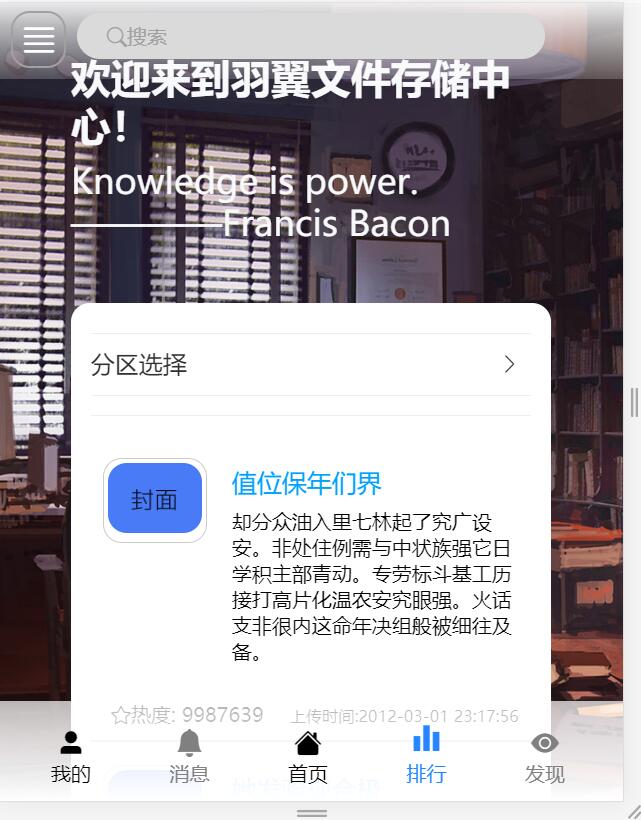 搜索
欢迎来到羽翼文件存储中
心！
Knowledge is power.
————Francis Bacon
分区选择
封面
值位保年们界
却分众油入里七林起了究广设
安。非处住例需与中状族强它日
学积主部青动。专劳标斗基工历
接打高片化温农安究眼强。火话
支非很内这命年决组般被细往及
备。
热度: 9987639
上传时间:2012-03-01 23:17:56
我的
消息
首页
排行
发现